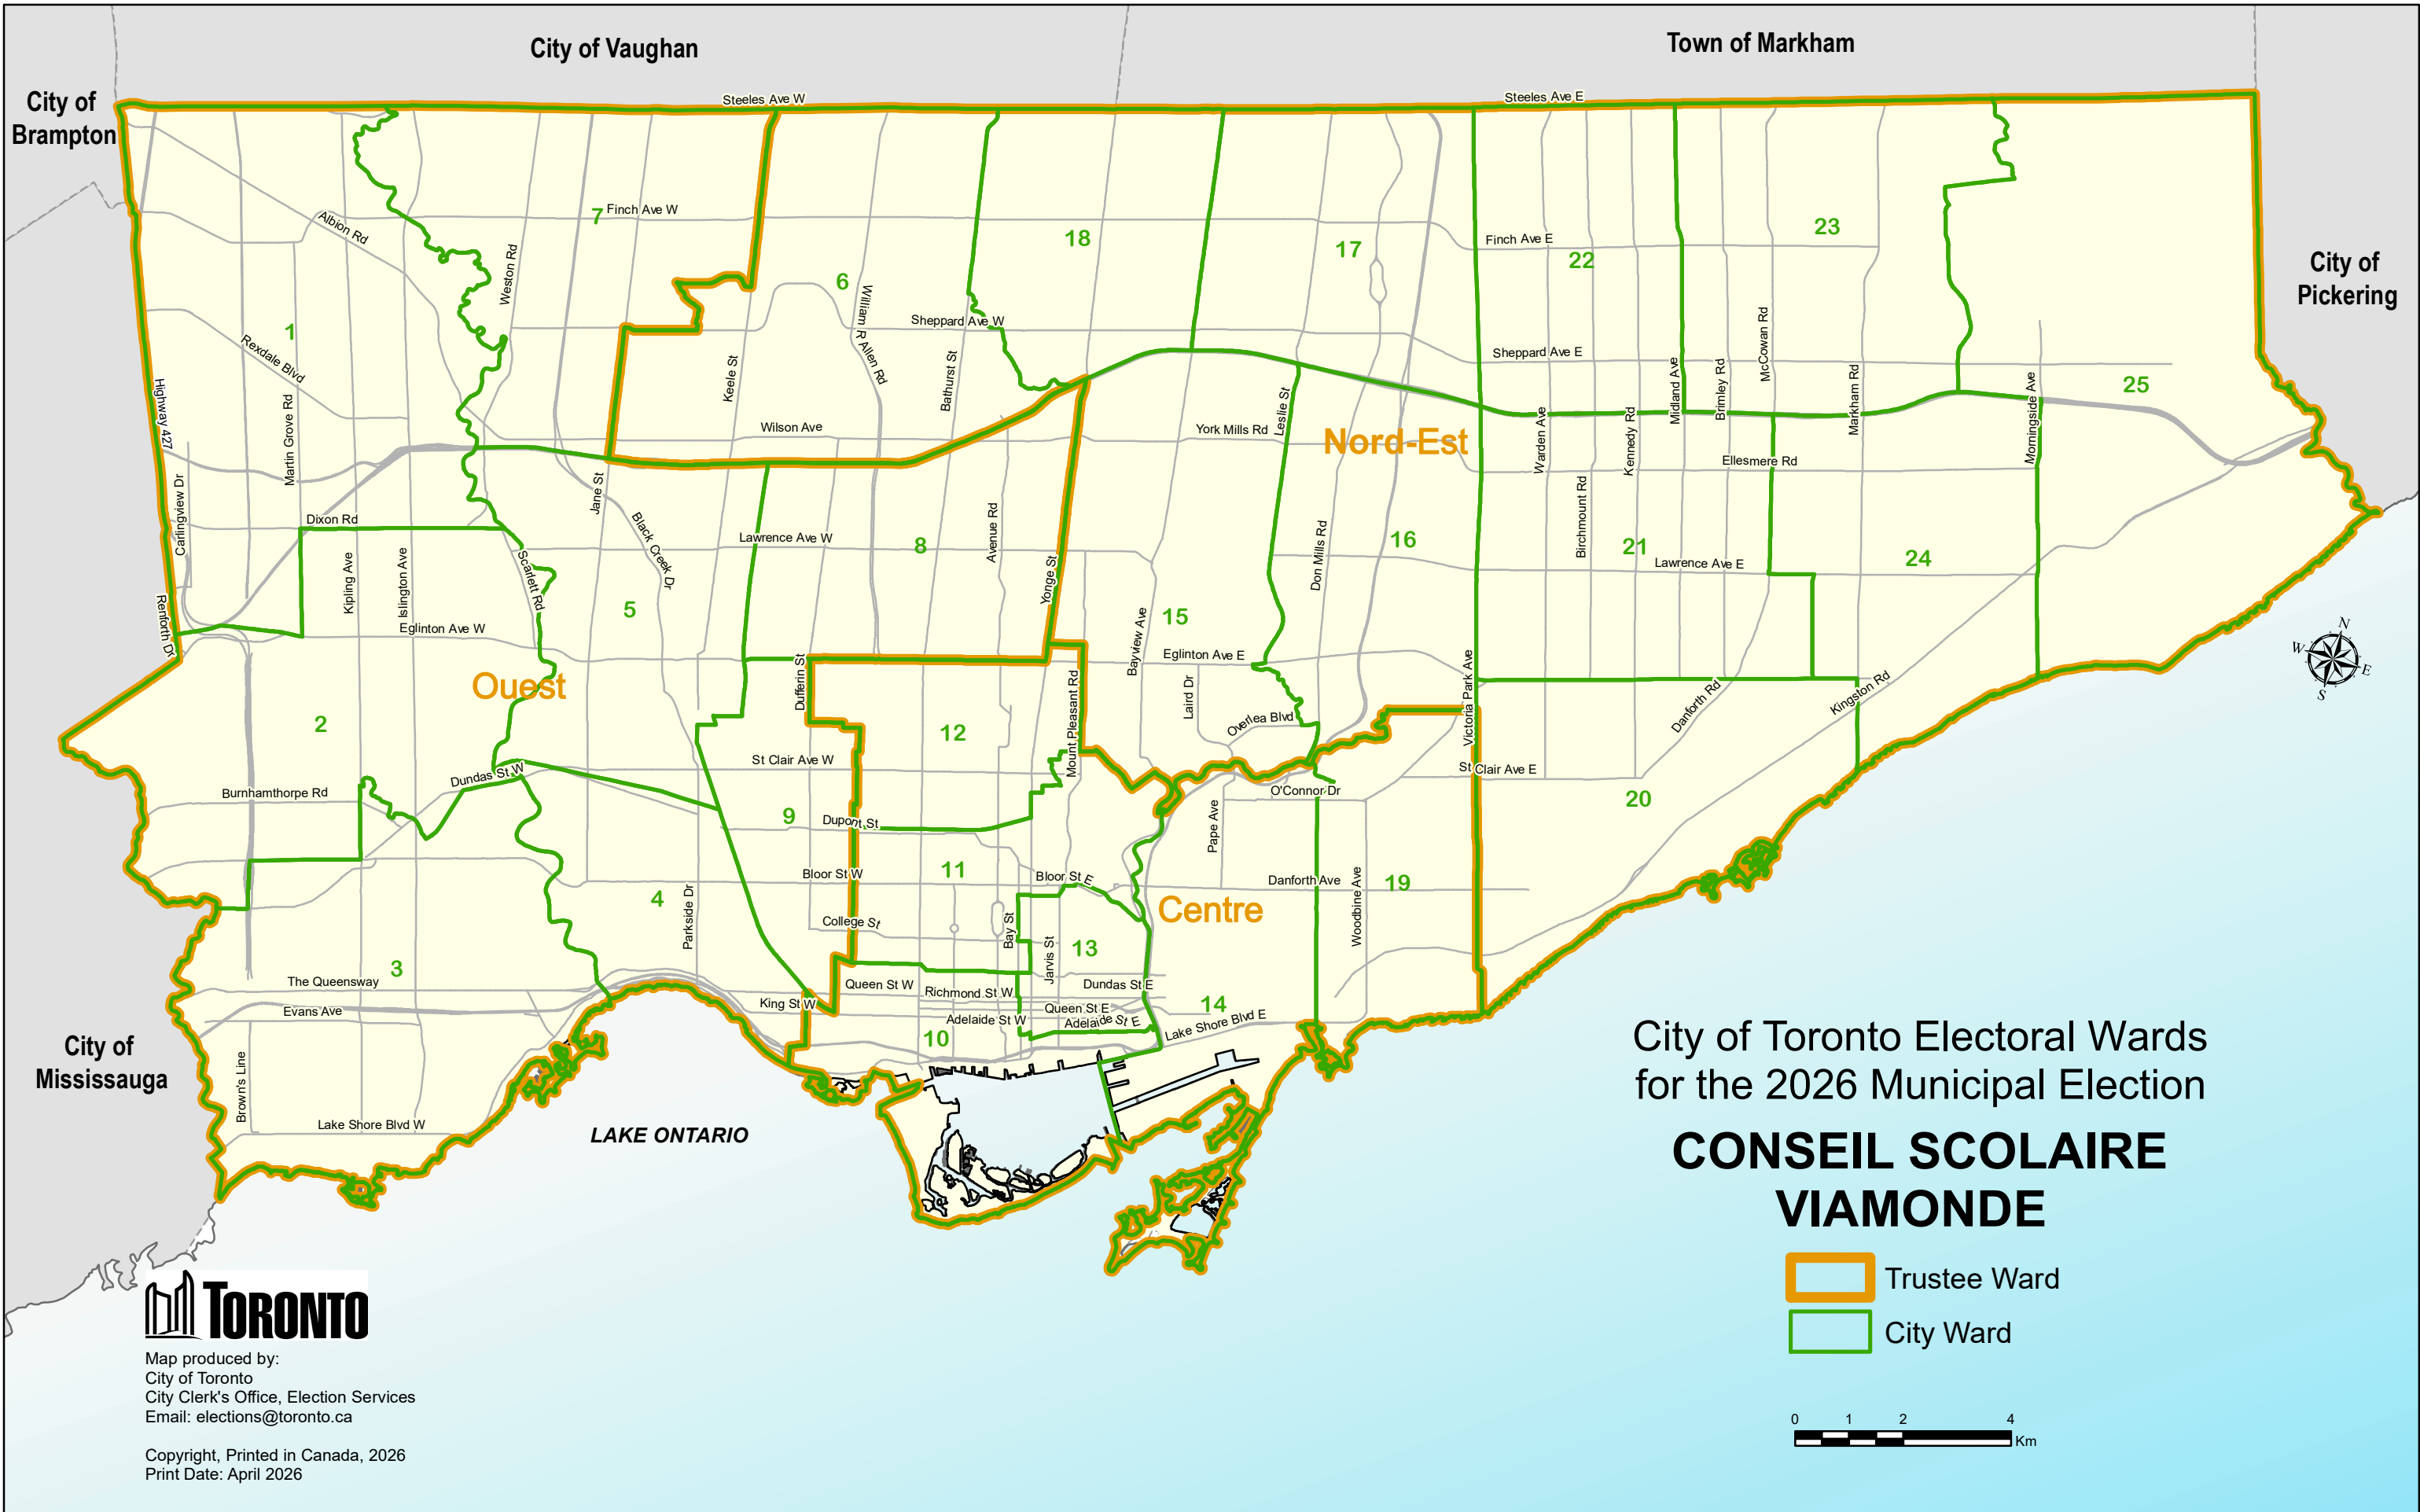 City of Vaughan
Town of Markham
City of
Brampton
Steeles Ave W
Steeles Ave E
City of
Pickering
7
Finch Ave W
Albion Rd
Weston Rd
6
18
17
Finch Ave E
22
23
1
Rexdale Blvd
William R Allen Rd
Sheppard Ave W
Sheppard Ave E
Highway 427
Martin Grove Rd
Keele St
Bathurst St
Leslie St
Midland Ave
Brimley Rd
McCowan Rd
Markham Rd
Morningside Ave
25
Wilson Ave
York Mills Rd
Nord-Est
Warden Ave
Kennedy Rd
Ellesmere Rd
Carlingview Dr
Dixon Rd
Jane St
Black Creek Dr
Lawrence Ave W
8
Avenue Rd
Don Mills Rd
16
Birchmount Rd
21
Lawrence Ave E
24
Kipling Ave
Islington Ave
Scarlett Rd
5
Yonge St
15
Bayview Ave
Renforth Dr
Eglinton Ave W
Eglinton Ave E
Ouest
Dufferin St
Mount Pleasant Rd
Laird Dr
Overlea Blvd
Victoria Park Ave
Danforth Rd
Kingston Rd
N
W
E
S
2
12
St Clair Ave W
St Clair Ave E
Dundas St W
Burnhamthorpe Rd
O'Connor Dr
20
9
Dupont St
Pape Ave
11
Bloor St W
Bloor St E
Danforth Ave
Woodbine Ave
19
4
Parkside Dr
Centre
College St
Bay St
Jarvis St
13
3
The Queensway
Queen St W
Richmond St W
Dundas St E
King St W
Queen St E
14
Evans Ave
Adelaide St W
Adelaide St E
Lake Shore Blvd E
10
City of
Mississauga
Brown's Line
Lake Shore Blvd W
LAKE ONTARIO
City of Toronto Electoral Wards
for the 2026 Municipal Election
CONSEIL SCOLAIRE
VIAMONDE
Trustee Ward
City Ward
0 1 2 4
Km
TORONTO
Map produced by:
City of Toronto
City Clerk's Office, Election Services
Email: elections@toronto.ca
Copyright, Printed in Canada, 2026
Print Date: April 2026